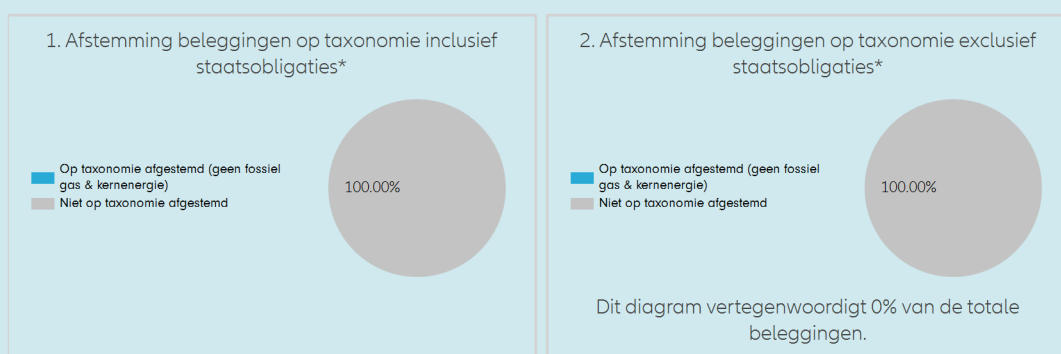 1. Afstemming beleggingen op taxonomie inclusief
staatsobligaties*
Op taxonomie afgestemd (geen fossiel
gas & kernenergie)
Niet op taxonomie afgestemd
100.00%
2. Afstemming beleggingen op taxonomie exclusief
staatsobligaties*
Op taxonomie afgestemd (geen fossiel
gas & kernenergie)
Niet op taxonomie afgestemd
100.00%
Dit diagram vertegenwoordigt 0% van de totale
beleggingen.